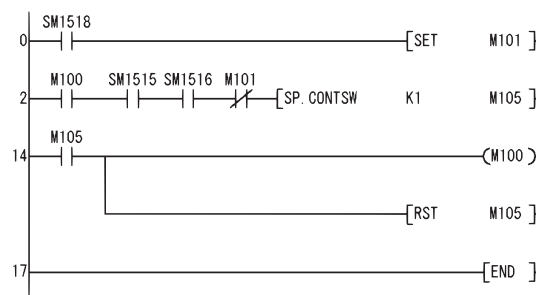 SM1518
0 SET M101
M100 SM1515 SM1516 M101
2 SP.CONTSW K1 M105
M105
14 M100
RST M105
17 END